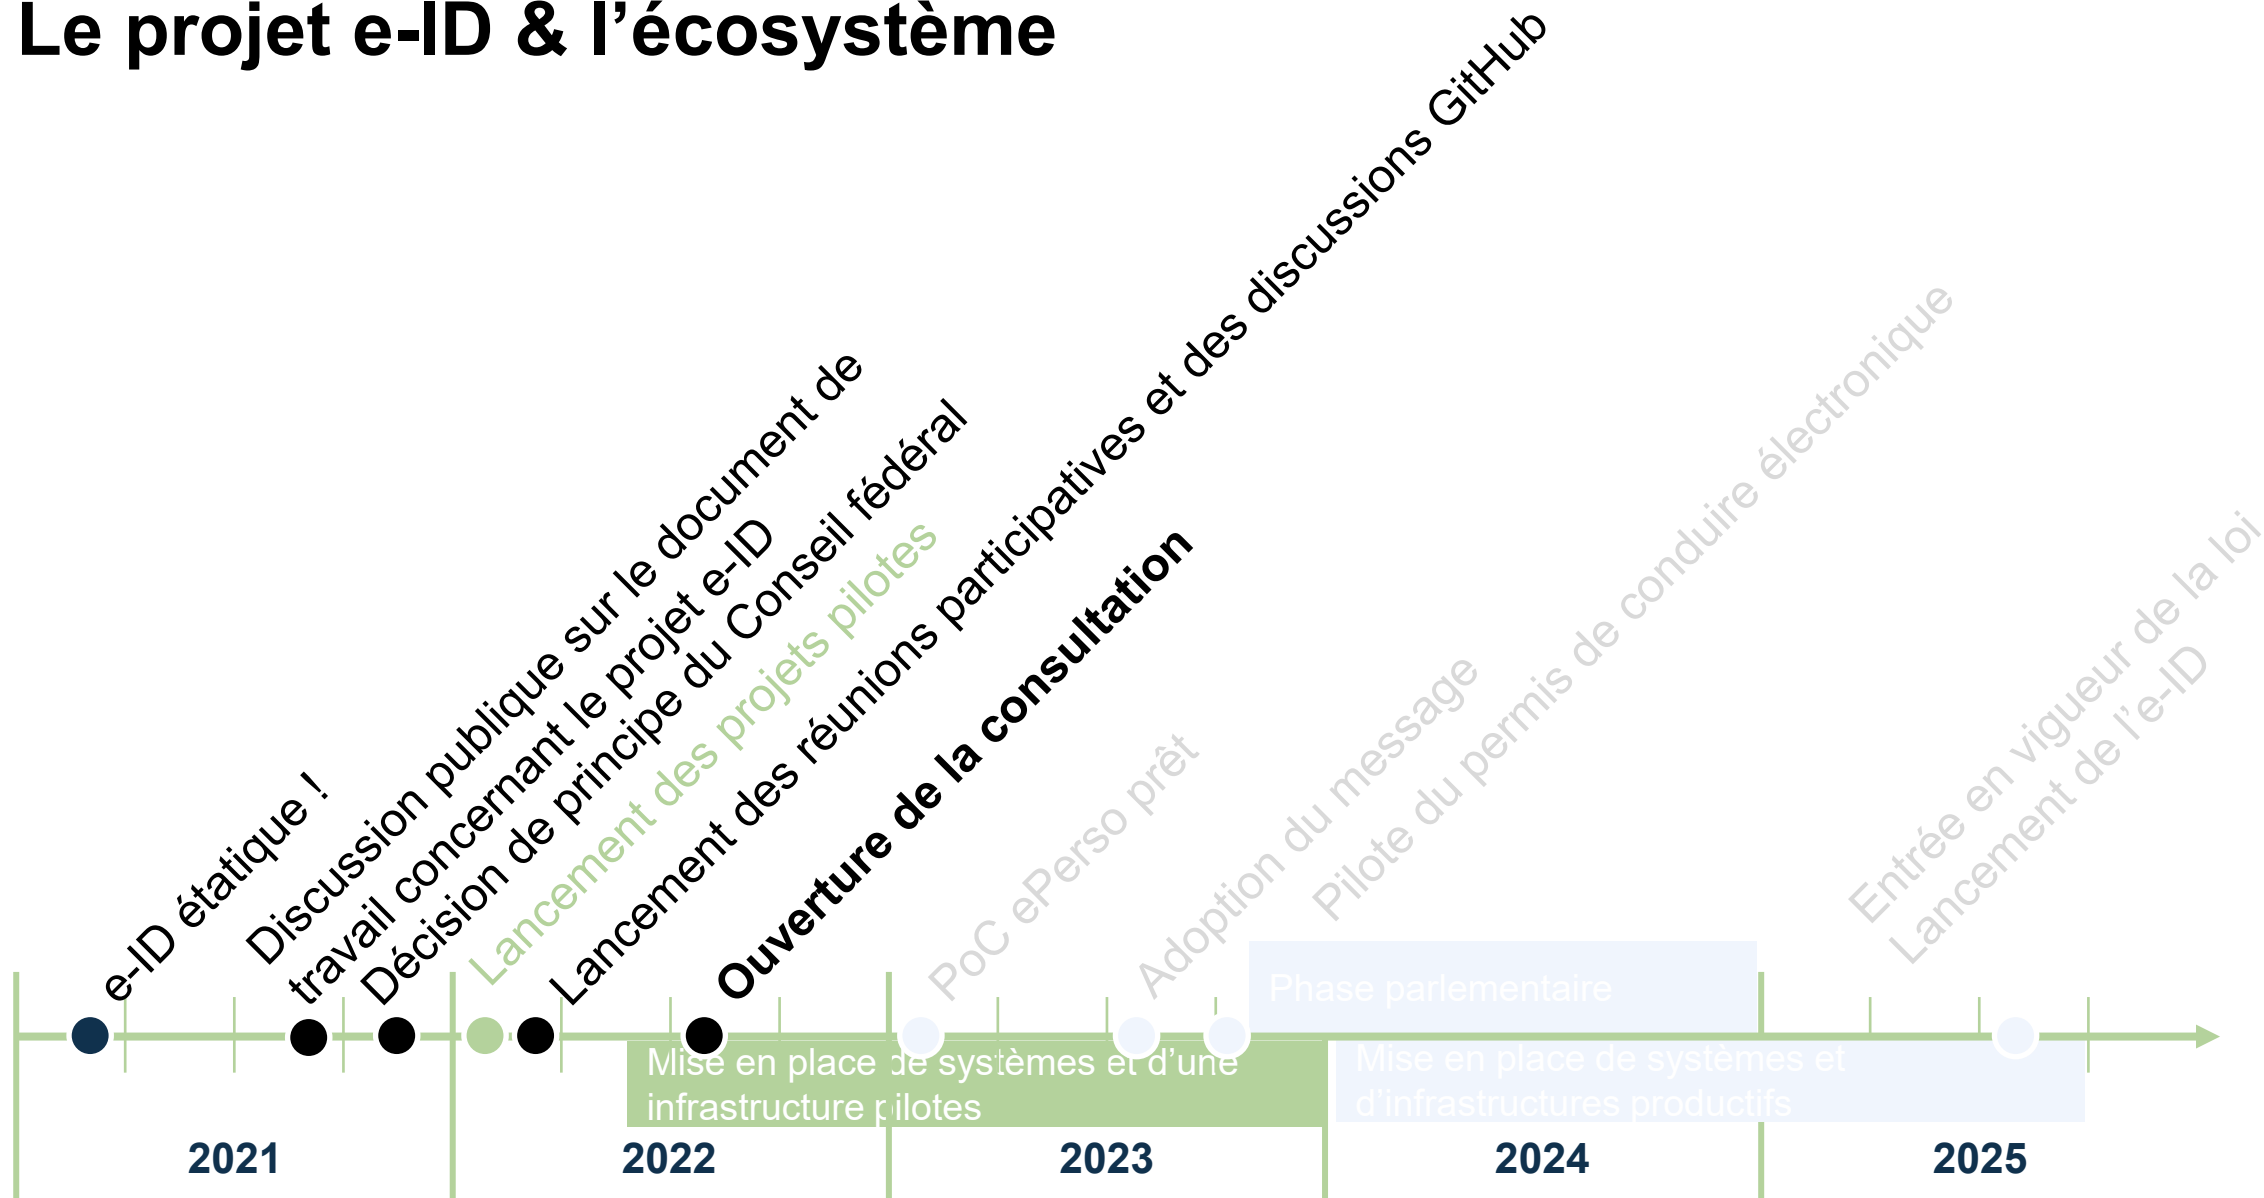 Le projet e-ID & l’écosystème
e-ID étatique !
Discussion publique sur le document de
travail concernant le projet e-ID
Décision de principe du Conseil fédéral
Lancement des projets pilotes
Lancement des réunions participatives et des discussions GitHub
Ouverture de la consultation
PoC ePerso prêt
Adoption du message
Pilote du permis de conduire électronique
Entrée en vigueur de la loi
Lancement de l’e-ID
Phase parlementaire
Mise en place de systèmes et d’une
infrastructure pilotes
Mise en place de systèmes et
d’infrastructures productifs
2021
2022
2023
2024
2025